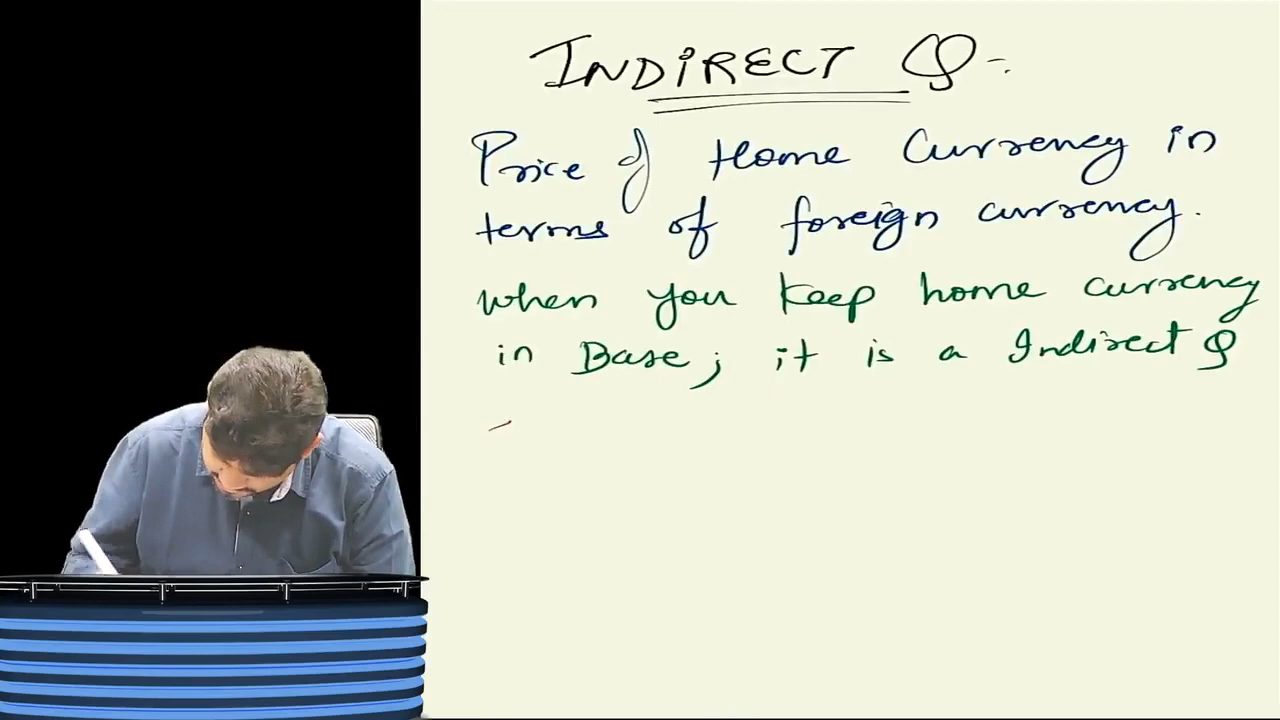 INDIRECT Q -:
Price of Home Currency in
terms of foreign currency.
when you keep home currency
in Base; it is a Indirect Q